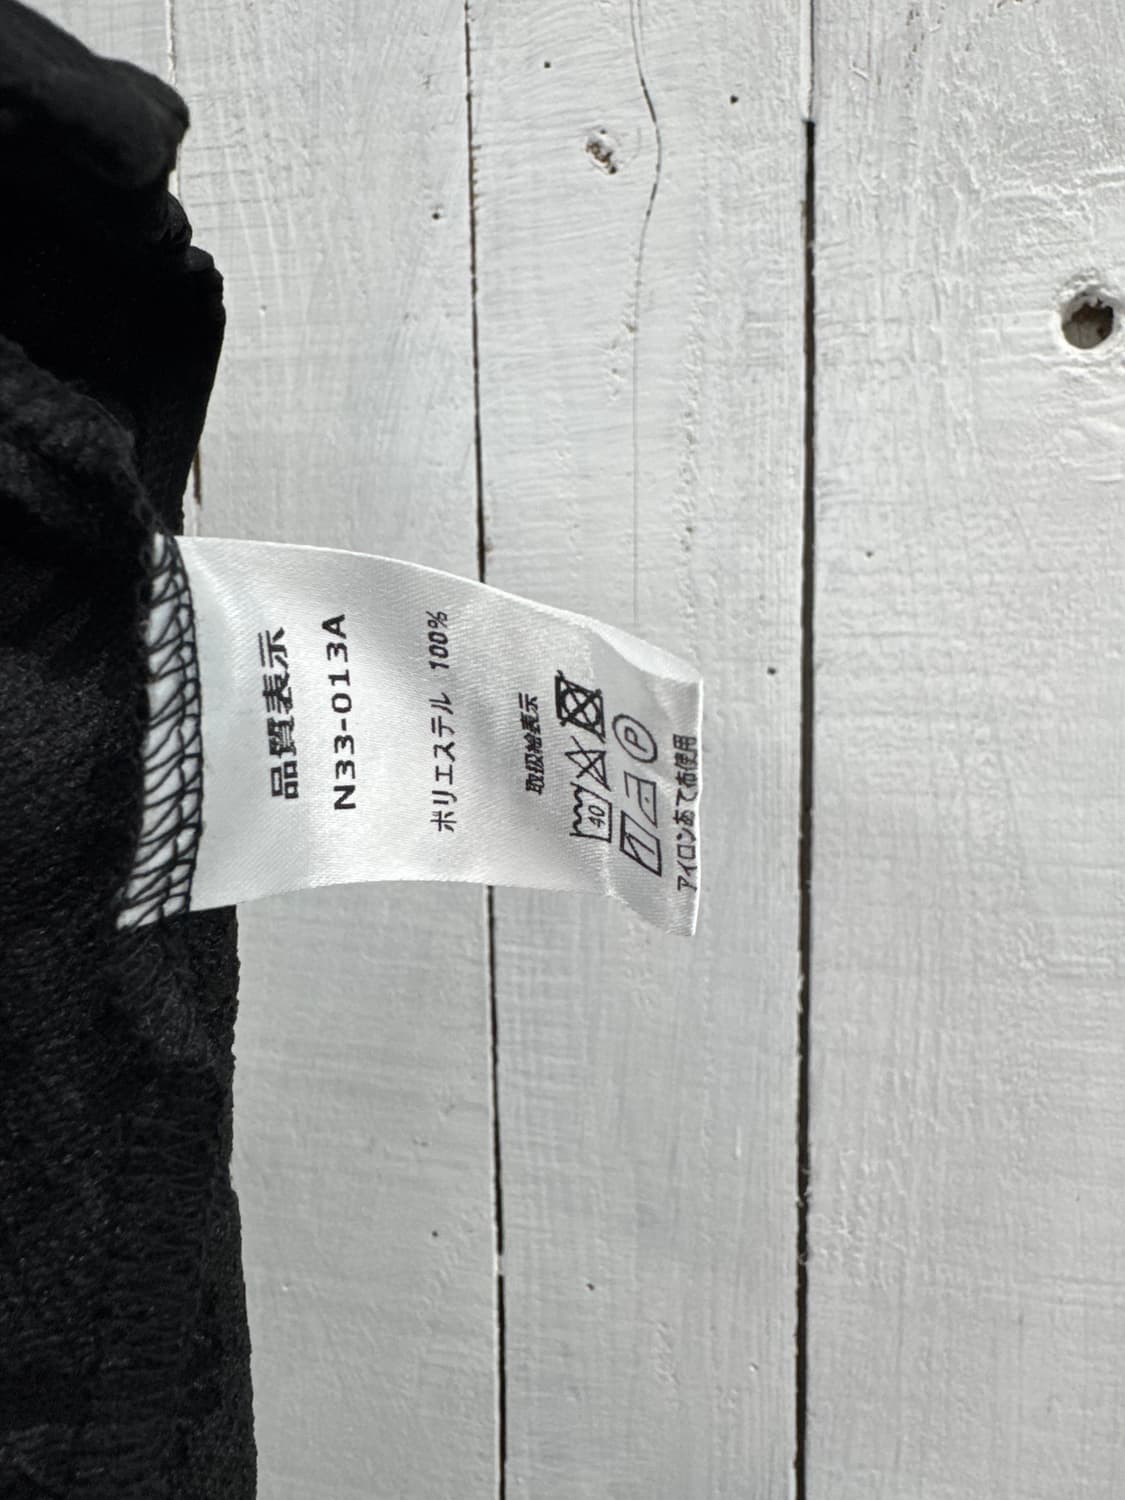 品質表示
N33-013A
ポリエステル 100%
取扱絵表示
40
P
アイロンあて布使用